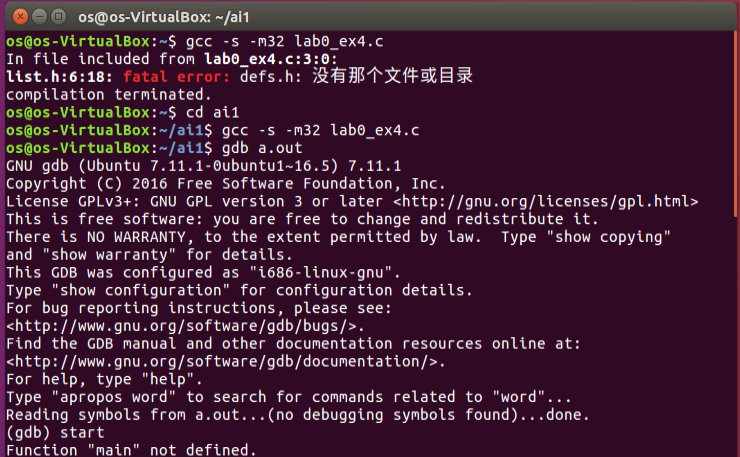 os@os-VirtualBox: ~/ai1
os@os-VirtualBox:~$ gcc -s -m32 lab0_ex4.c
In file included from lab0_ex4.c:3:0:
list.h:6:18: fatal error: defs.h: 没有那个文件或目录
compilation terminated.
os@os-VirtualBox:~$ cd ai1
os@os-VirtualBox:~/ai1$ gcc -s -m32 lab0_ex4.c
os@os-VirtualBox:~/ai1$ gdb a.out
GNU gdb (Ubuntu 7.11.1-0ubuntu1~16.5) 7.11.1
Copyright (C) 2016 Free Software Foundation, Inc.
License GPLv3+: GNU GPL version 3 or later <http://gnu.org/licenses/gpl.html>
This is free software: you are free to change and redistribute it.
There is NO WARRANTY, to the extent permitted by law.  Type "show copying"
and "show warranty" for details.
This GDB was configured as "i686-linux-gnu".
Type "show configuration" for configuration details.
For bug reporting instructions, please see:
<http://www.gnu.org/software/gdb/bugs/>.
Find the GDB manual and other documentation resources online at:
<http://www.gnu.org/software/gdb/documentation/>.
For help, type "help".
Type "apropos word" to search for commands related to "word"...
Reading symbols from a.out...(no debugging symbols found)...done.
(gdb) start
Function "main" not defined.